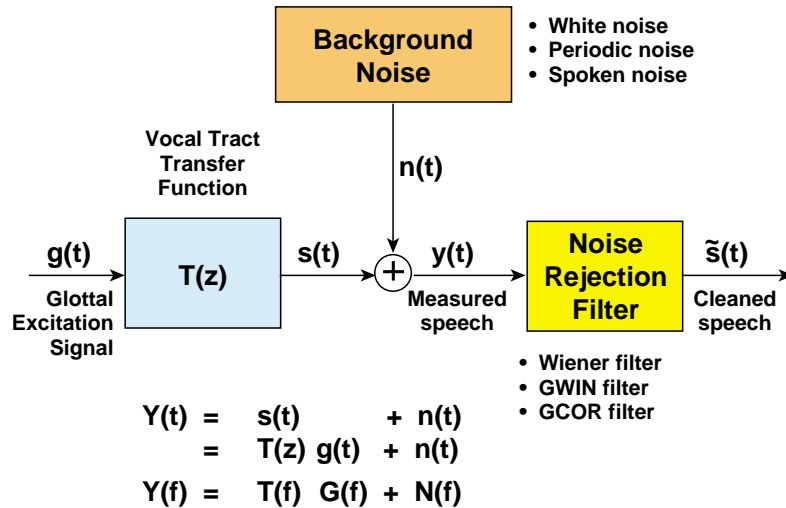 Background
Noise
• White noise
• Periodic noise
• Spoken noise
Vocal Tract
Transfer
Function
n(t)
g(t)
T(z)
s(t)
+
y(t)
Noise
Rejection
Filter
s̃(t)
Glottal
Excitation
Signal
Measured
speech
Cleaned
speech
• Wiener filter
• GWIN filter
• GCOR filter
Y(t) = s(t) + n(t)
= T(z) g(t) + n(t)
Y(f) = T(f) G(f) + N(f)